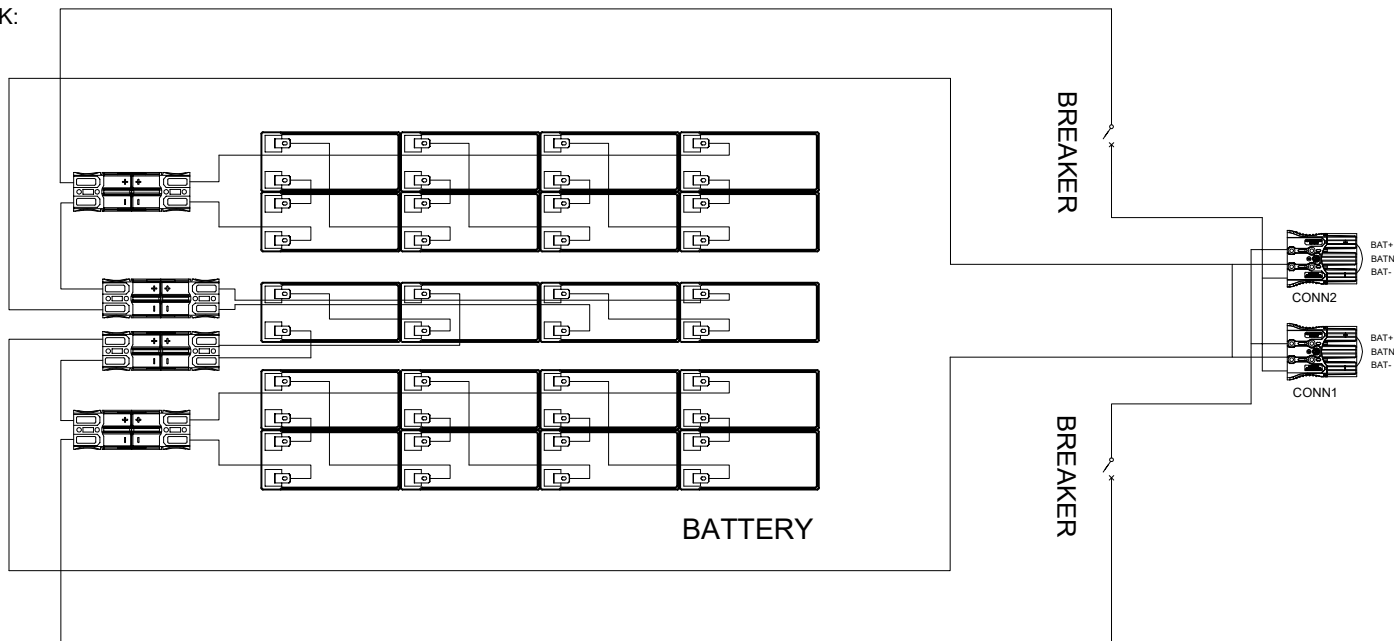 K:
BREAKER
BAT+
BATN
BAT-
CONN2
BAT+
BATN
BAT-
CONN1
BREAKER
BATTERY